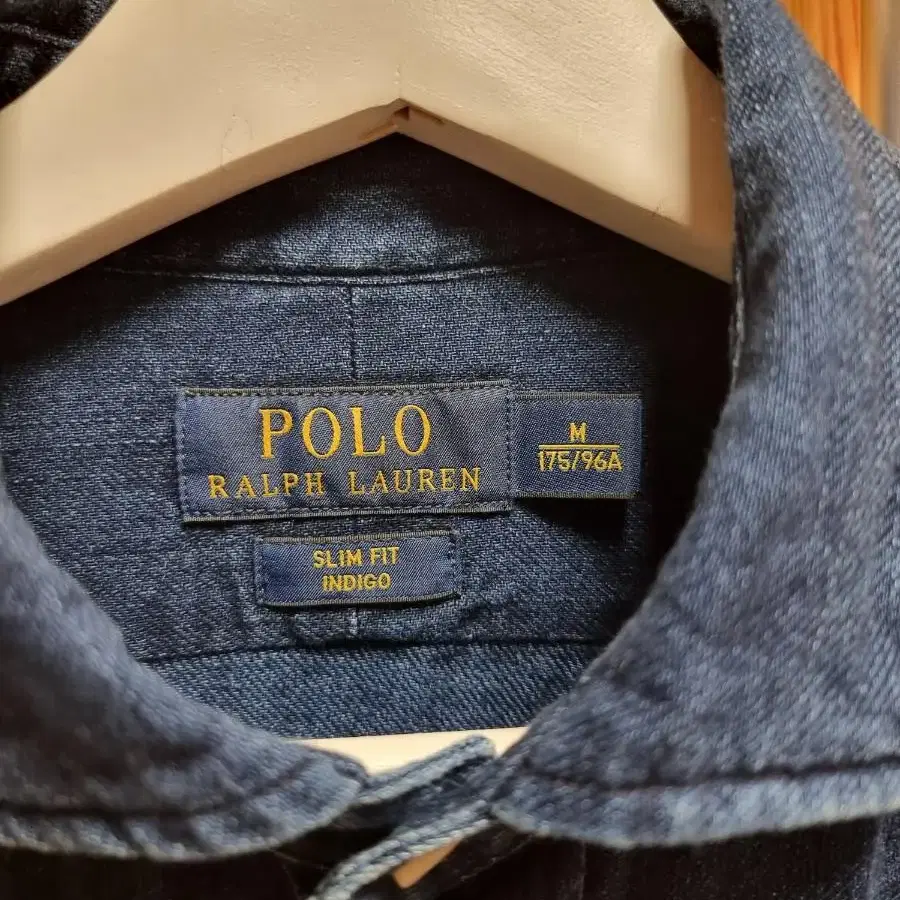 POLO
RALPH LAUREN
M
175/96A
SLIM FIT
INDIGO